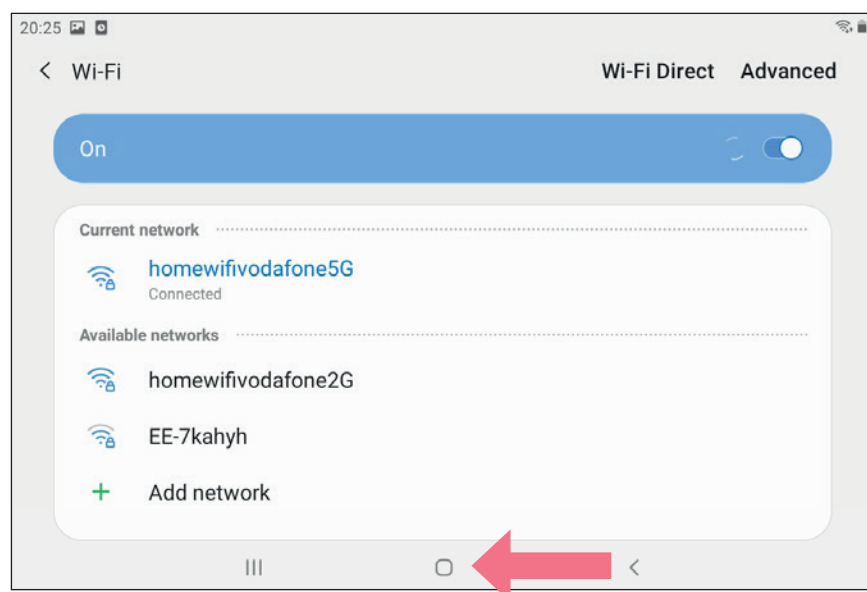 20:25
Wi-Fi
Wi-Fi Direct Advanced
On
Current network
homewifivodafone5G
Connected
Available networks
homewifivodafone2G
EE-7kahyh
Add network